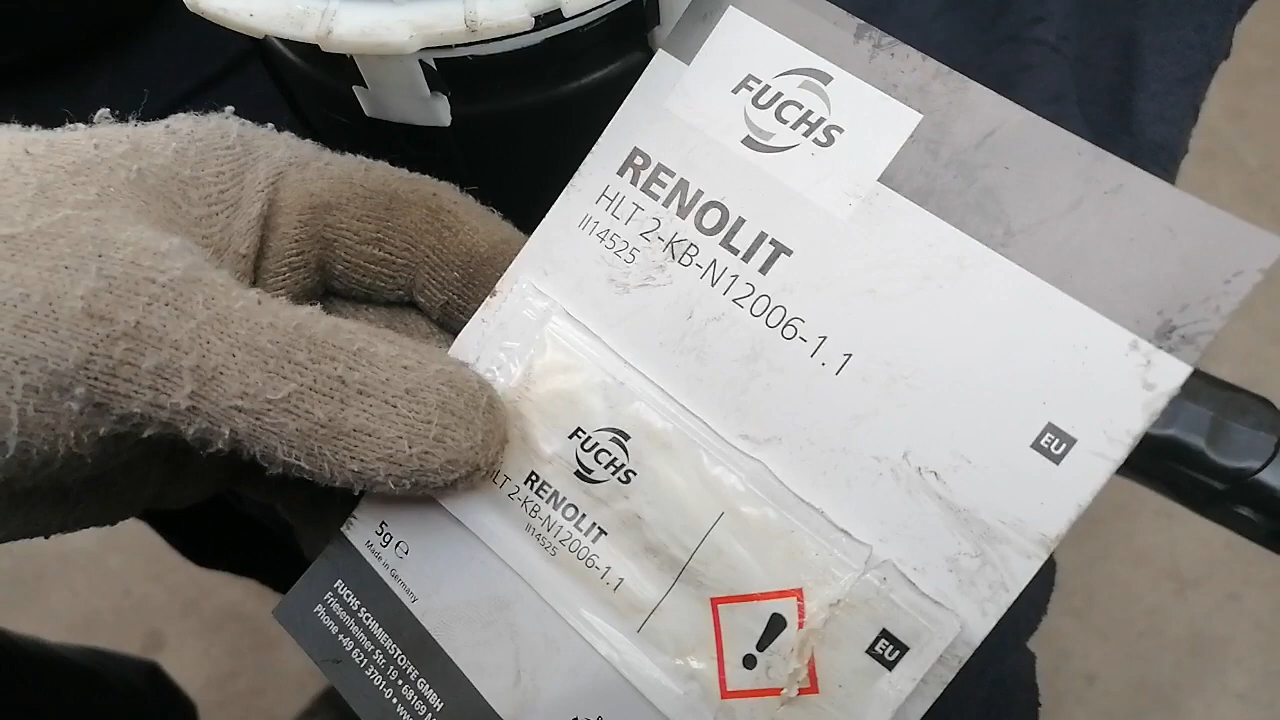 FUCHS
RENOLIT
HLT 2-KB-N12006-1.1
II14525
EU
FUCHS
RENOLIT
HLT 2-KB-N12006-1.1
II14525
EU
5g ℮
Made in Germany
FUCHS SCHMIERSTOFFE GMBH
Friesenheimer Str. 19 • 68169
Phone +49 621 3701-0 •